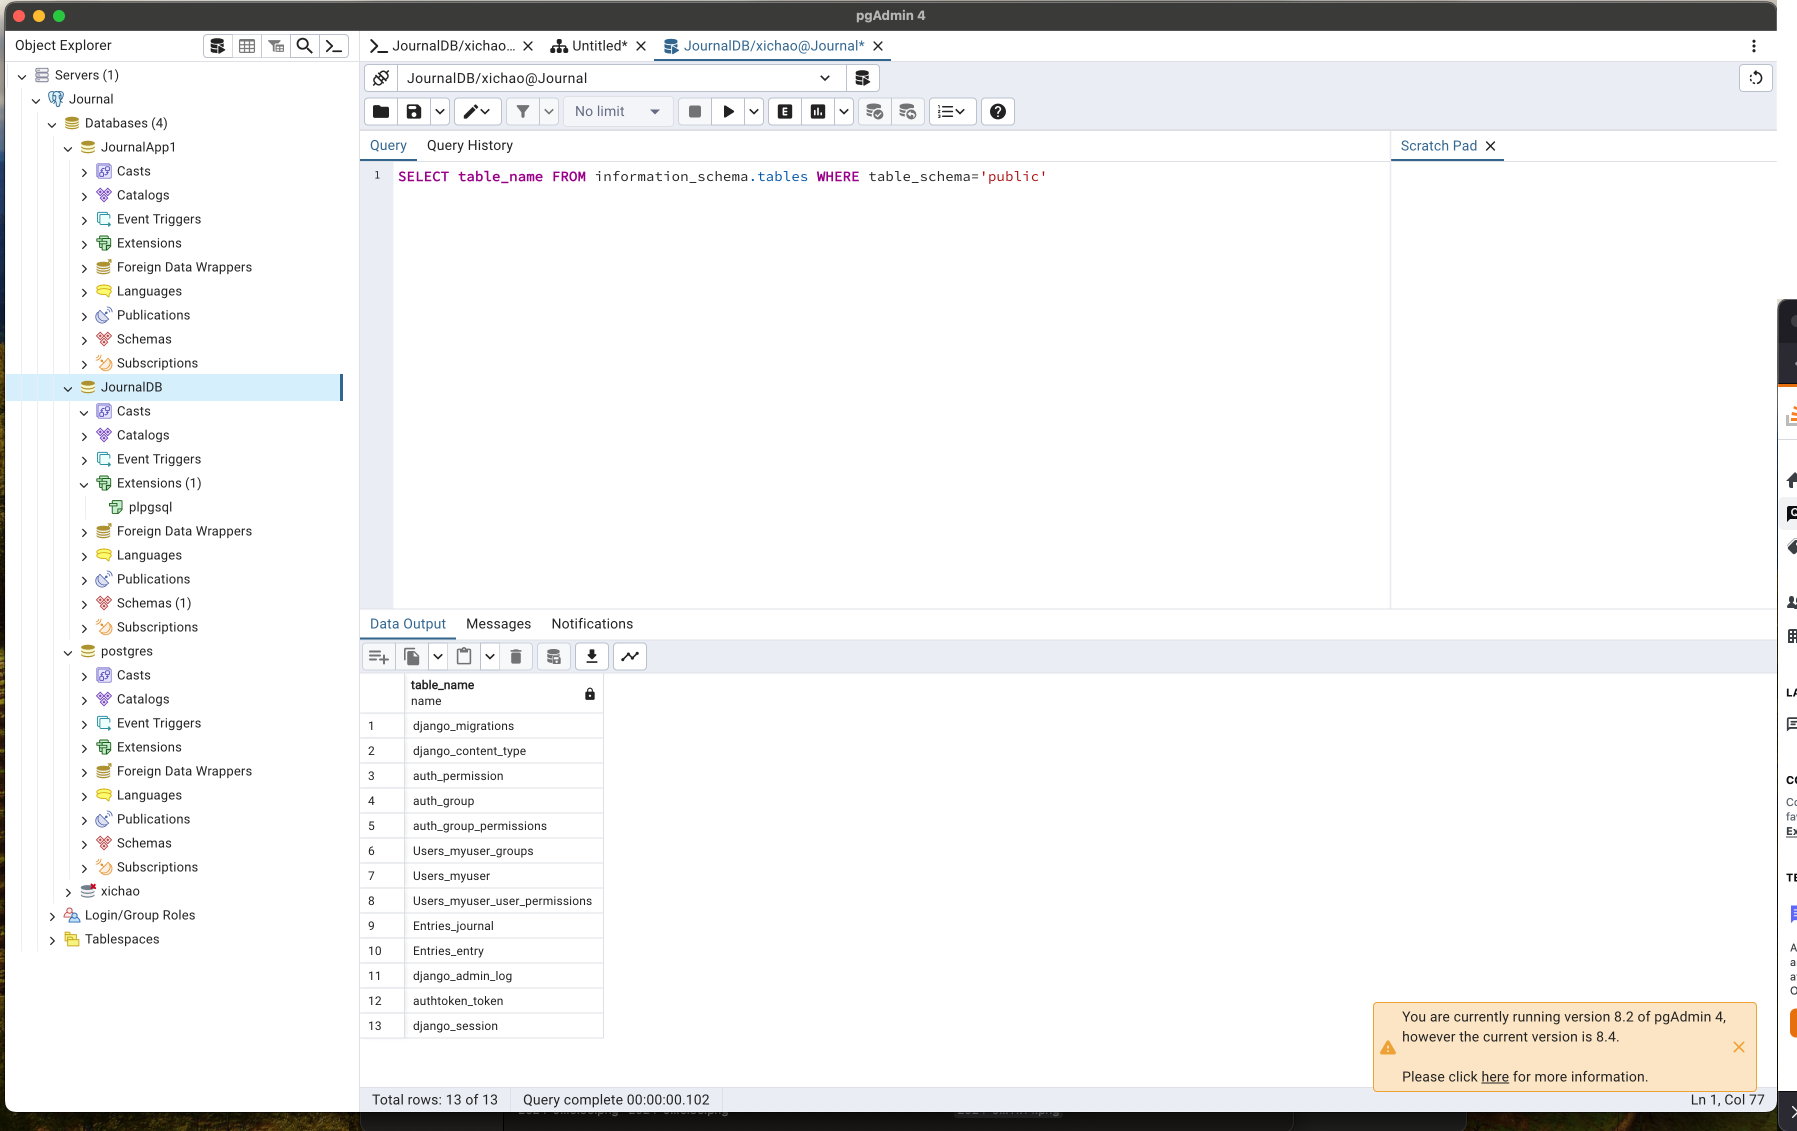 pgAdmin 4
Object Explorer
JournalDB/xichao...
Untitled*
JournalDB/xichao@Journal*
Servers (1)
Journal
Databases (4)
JournalApp1
Casts
Catalogs
Event Triggers
Extensions
Foreign Data Wrappers
Languages
Publications
Schemas
Subscriptions
JournalDB
Casts
Catalogs
Event Triggers
Extensions (1)
plpgsql
Foreign Data Wrappers
Languages
Publications
Schemas (1)
Subscriptions
postgres
Casts
Catalogs
Event Triggers
Extensions
Foreign Data Wrappers
Languages
Publications
Schemas
Subscriptions
xichao
Login/Group Roles
Tablespaces
JournalDB/xichao@Journal
No limit
E
Query
Query History
Scratch Pad
1 SELECT table_name FROM information_schema.tables WHERE table_schema='public'
Data Output
Messages
Notifications
table_name
name
1 django_migrations
2 django_content_type
3 auth_permission
4 auth_group
5 auth_group_permissions
6 Users_myuser_groups
7 Users_myuser
8 Users_myuser_user_permissions
9 Entries_journal
10 Entries_entry
11 django_admin_log
12 authtoken_token
13 django_session
You are currently running version 8.2 of pgAdmin 4,
however the current version is 8.4.
Please click here for more information.
Total rows: 13 of 13
Query complete 00:00:00.102
Ln 1, Col 77